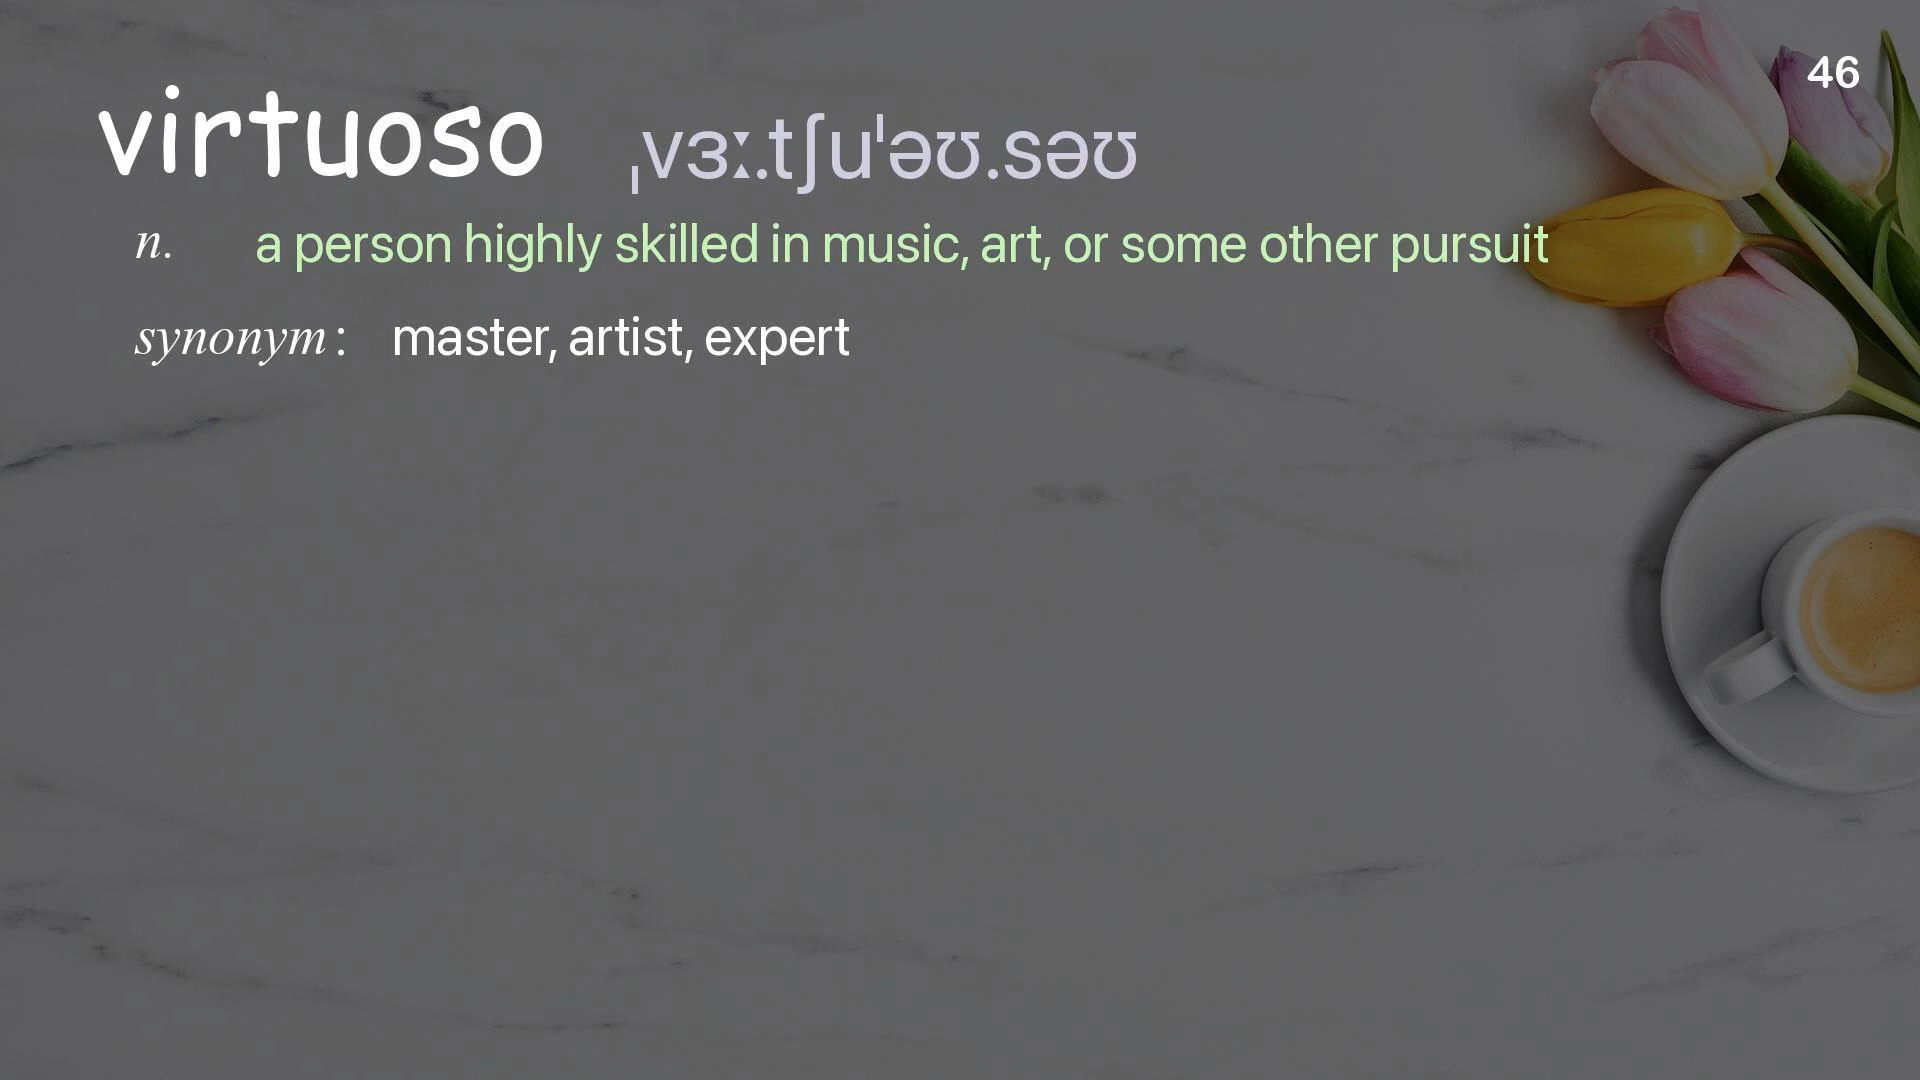 46
virtuoso ˌvɜː.tʃuˈəʊ.səʊ
n. a person highly skilled in music, art, or some other pursuit
synonym: master, artist, expert